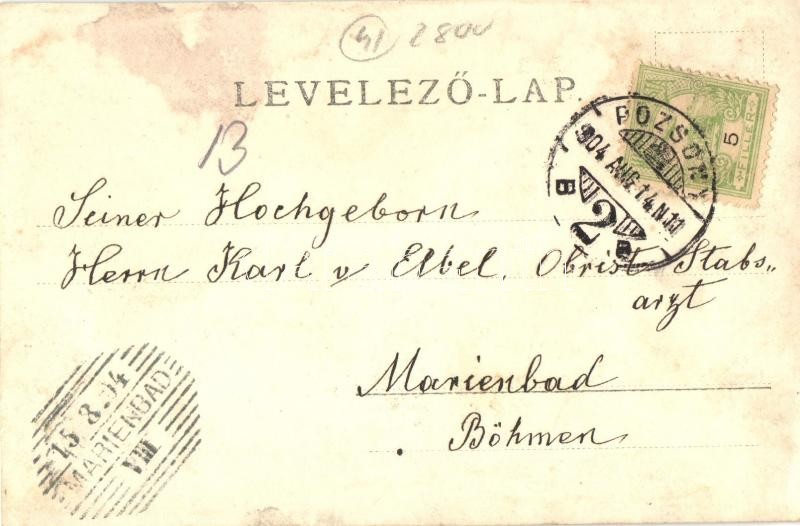 41 2800
LEVELEZŐ-LAP.
B
5
FILLER
POZSONY
904 AUG. 14. N. 11
B 2 B
Seiner Hochgeborn
Herrn Karl v Elbel, Obrist Stabs„
arzt
Marienbad
Böhmen
15.8.04
MARIENBAD
VIII